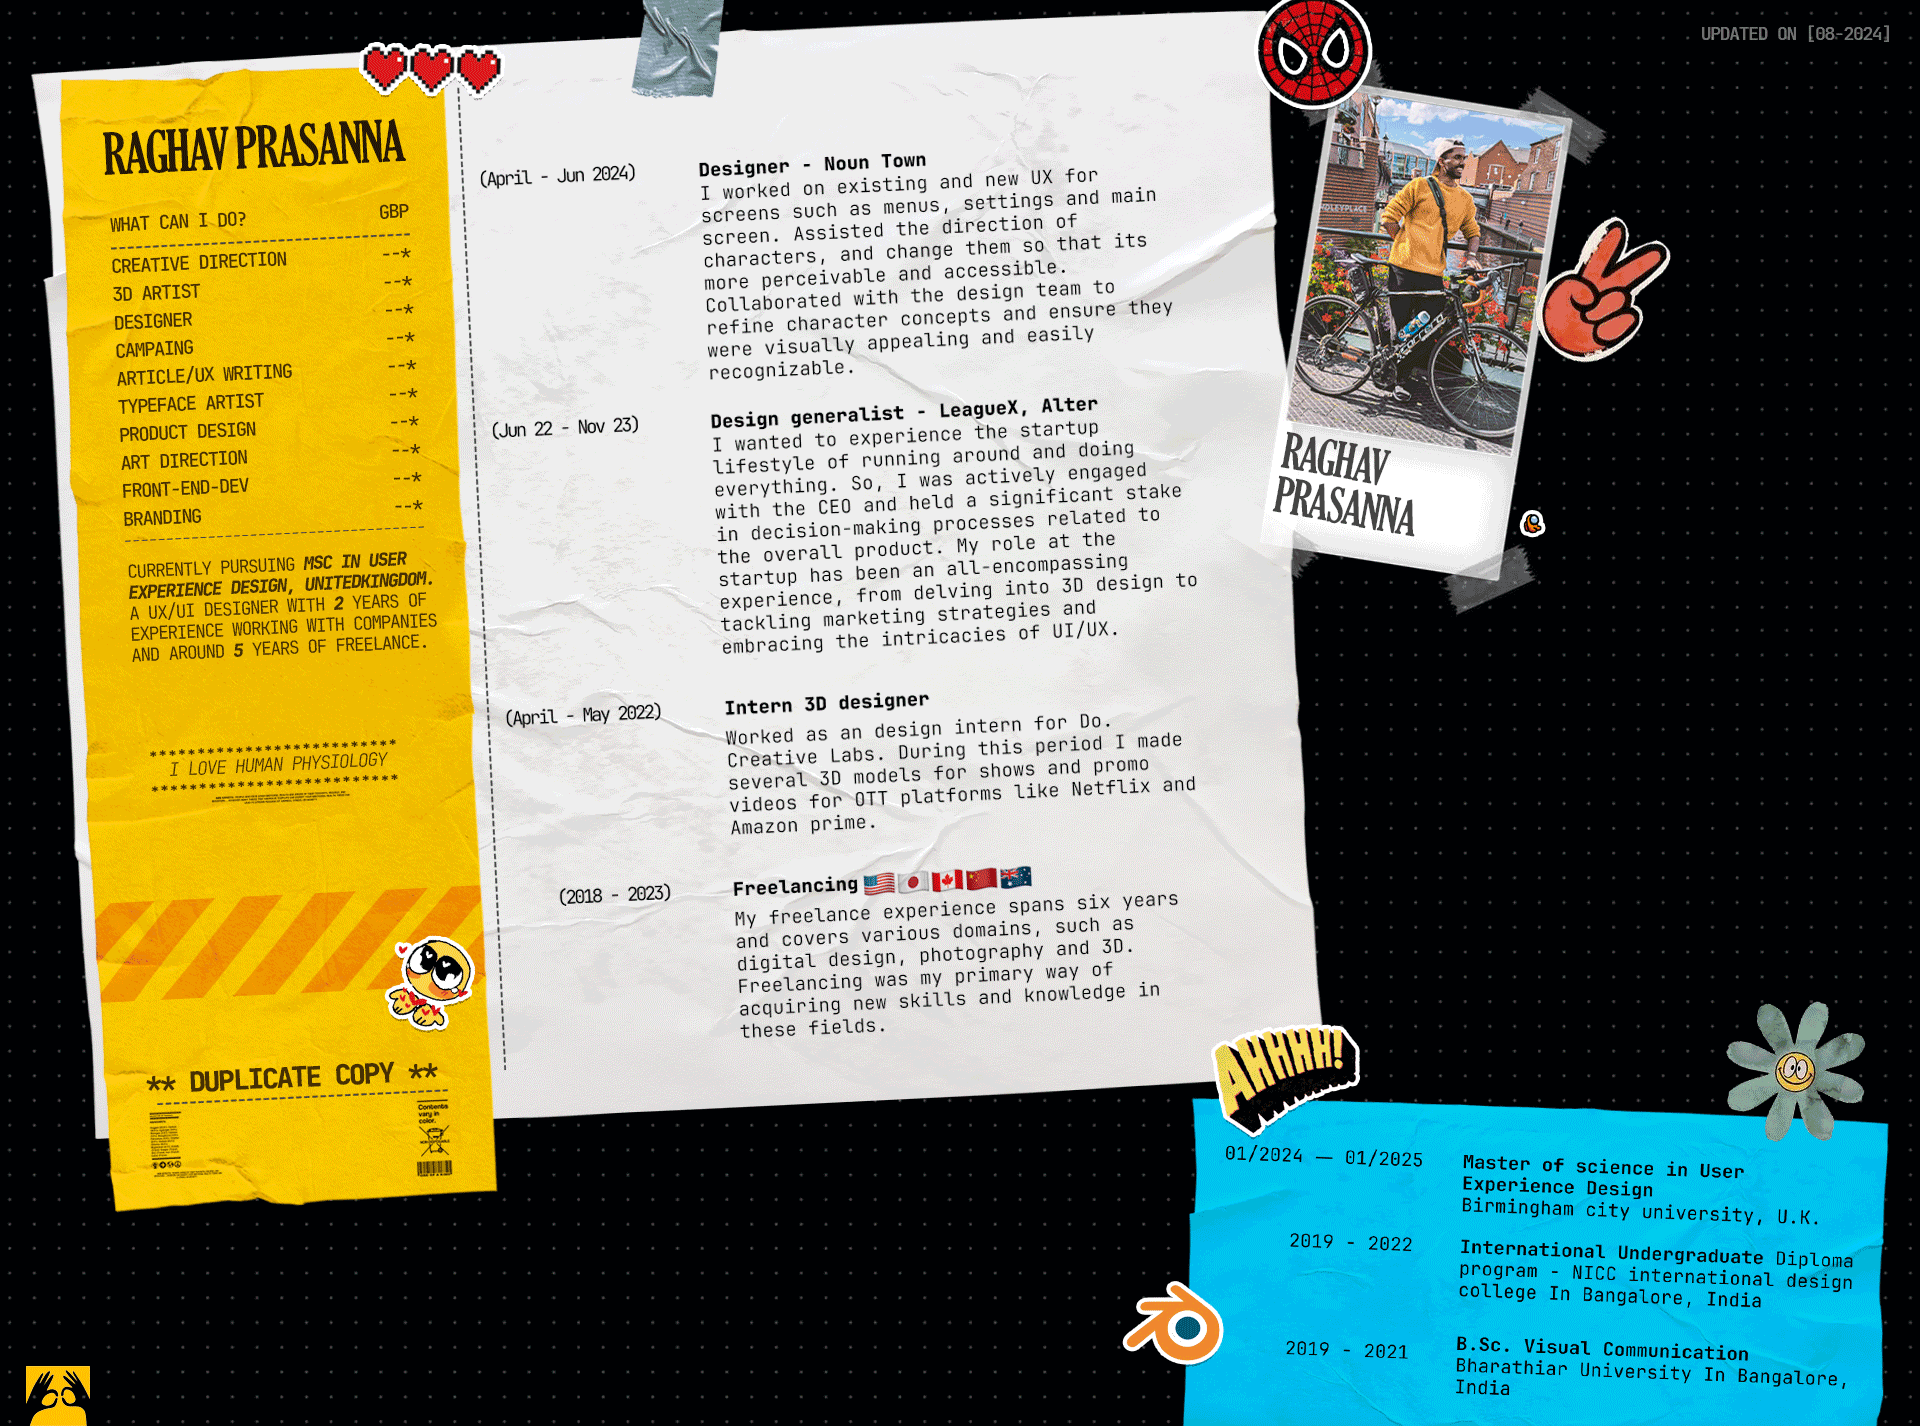 UPDATED ON [08-2024]
RAGHAV PRASANNA
WHAT CAN I DO? GBP
CREATIVE DIRECTION --*
3D ARTIST --*
DESIGNER --*
CAMPAING --*
ARTICLE/UX WRITING --*
TYPEFACE ARTIST --*
PRODUCT DESIGN --*
ART DIRECTION --*
FRONT-END-DEV --*
BRANDING --*
CURRENTLY PURSUING MSC IN USER
EXPERIENCE DESIGN, UNITEDKINGDOM.
A UX/UI DESIGNER WITH 2 YEARS OF
EXPERIENCE WORKING WITH COMPANIES
AND AROUND 5 YEARS OF FREELANCE.
***************************
I LOVE HUMAN PHYSIOLOGY
***************************
** DUPLICATE COPY **
Contents
vary in
color.
(April - Jun 2024)
Designer - Noun Town
I worked on existing and new UX for
screens such as menus, settings and main
screen. Assisted the direction of
characters, and change them so that its
more perceivable and accessible.
Collaborated with the design team to
refine character concepts and ensure they
were visually appealing and easily
recognizable.
(Jun 22 - Nov 23)
Design generalist - LeagueX, Alter
I wanted to experience the startup
lifestyle of running around and doing
everything. So, I was actively engaged
with the CEO and held a significant stake
in decision-making processes related to
the overall product. My role at the
startup has been an all-encompassing
experience, from delving into 3D design to
tackling marketing strategies and
embracing the intricacies of UI/UX.
(April - May 2022)
Intern 3D designer
Worked as an design intern for Do.
Creative Labs. During this period I made
several 3D models for shows and promo
videos for OTT platforms like Netflix and
Amazon prime.
(2018 - 2023)
Freelancing
My freelance experience spans six years
and covers various domains, such as
digital design, photography and 3D.
Freelancing was my primary way of
acquiring new skills and knowledge in
these fields.
RAGHAV
PRASANNA
AHHHH!
01/2024 — 01/2025
Master of science in User
Experience Design
Birmingham city university, U.K.
2019 - 2022
International Undergraduate Diploma
program - NICC international design
college In Bangalore, India
2019 - 2021
B.Sc. Visual Communication
Bharathiar University In Bangalore,
India